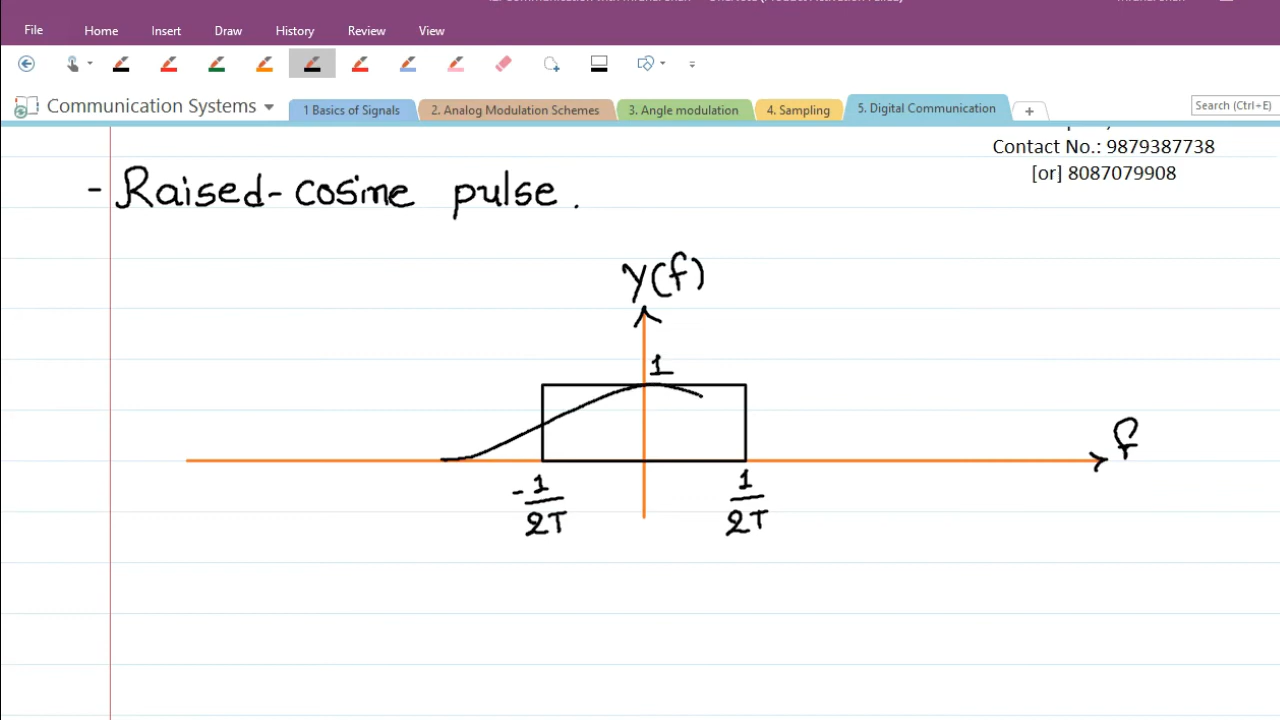 File Home Insert Draw History Review View
Communication Systems 1 Basics of Signals 2. Analog Modulation Schemes 3. Angle modulation 4. Sampling 5. Digital Communication + Search (Ctrl+E)
Contact No.: 9879387738
[or] 8087079908
- Raised-cosine pulse.
y(f)
1
f
-1/2T 1/2T